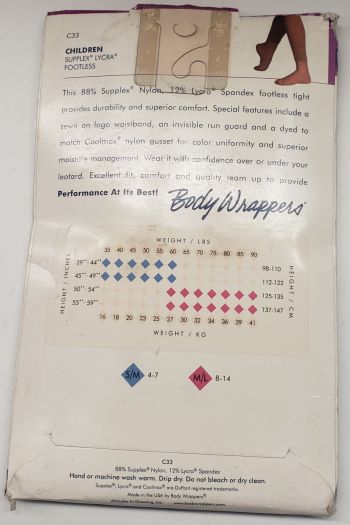 C33
CHILDREN
SUPPLEX® LYCRA®
FOOTLESS
This 88% Supplex® Nylon, 12% Lycra® Spandex footless tight
provides durability and superior comfort. Special features include a
sewn on logo waistband, an invisible run guard and a dyed to
match Coolmax® nylon gusset for color uniformity and superior
moisture management. Wear it with confidence over or under your
leotard. Excellent fit, comfort and quality team up to provide
Performance At Its Best!
Body Wrappers®
WEIGHT / LBS
35 40 45 50 55 60 65 70 75 80 85 90
HEIGHT / INCHES
39"- 44" 98-110
45"- 49" 112-122
50"- 54" 125-135
55"- 59" 137-147
HEIGHT / CM
16 18 20 22 25 27 30 32 34 36 39 41
WEIGHT / KG
S/M 4-7 M/L 8-14
C33
88% Supplex® Nylon, 12% Lycra® Spandex
Hand or machine wash warm. Drip dry. Do not bleach or dry clean.
Supplex®, Lycra® and Coolmax® are DuPont registered trademarks.
Made in the USA by Body Wrappers®
Attitudes in Dressing, Inc. www.bodywrappers.com